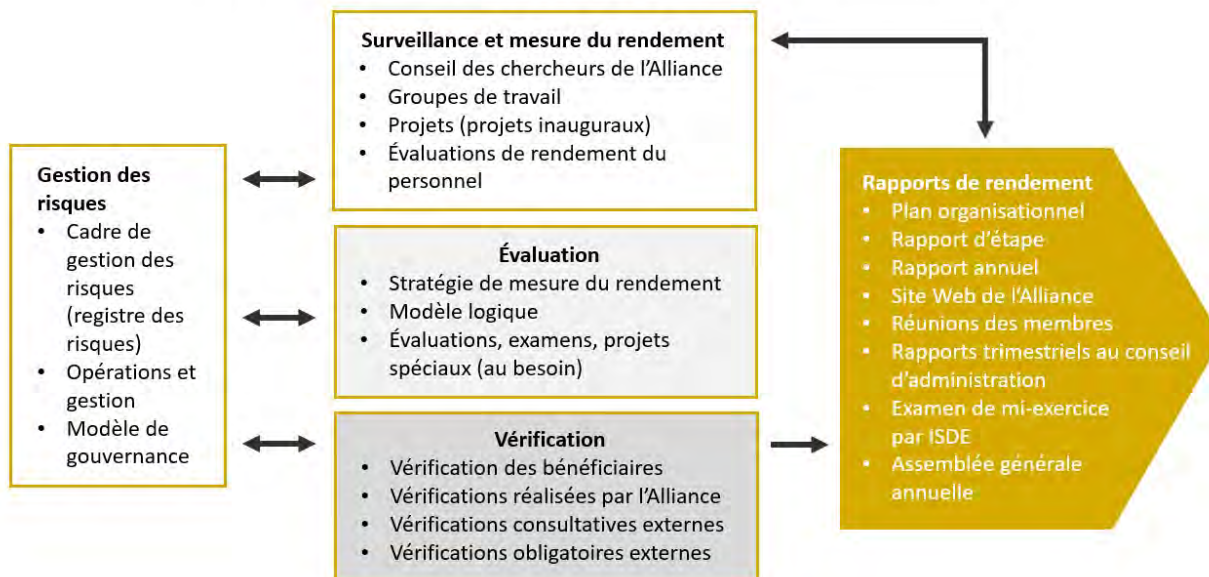 Surveillance et mesure du rendement
• Conseil des chercheurs de l'Alliance
• Groupes de travail
• Projets (projets inauguraux)
• Évaluations de rendement du
personnel
Gestion des
risques
• Cadre de
gestion des
risques
(registre des
risques)
• Opérations et
gestion
• Modèle de
gouvernance
Évaluation
• Stratégie de mesure du rendement
• Modèle logique
• Évaluations, examens, projets
spéciaux (au besoin)
Vérification
• Vérification des bénéficiaires
• Vérifications réalisées par l'Alliance
• Vérifications consultatives externes
• Vérifications obligatoires externes
Rapports de rendement
• Plan organisationnel
• Rapport d'étape
• Rapport annuel
• Site Web de l'Alliance
• Réunions des membres
• Rapports trimestriels au conseil
d'administration
• Examen de mi-exercice
par ISDE
• Assemblée générale
annuelle